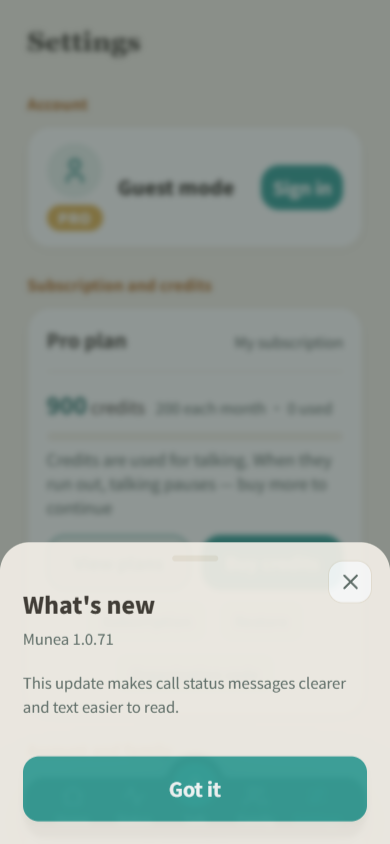 Settings
Account
Guest mode
Sign in
PRO
Subscription and credits
Pro plan
My subscription
900 credits 200 each month • 0 used
Credits are used for talking. When they
run out, talking pauses — buy more to
continue
What's new
Munea 1.0.71
This update makes call status messages clearer
and text easier to read.
Got it